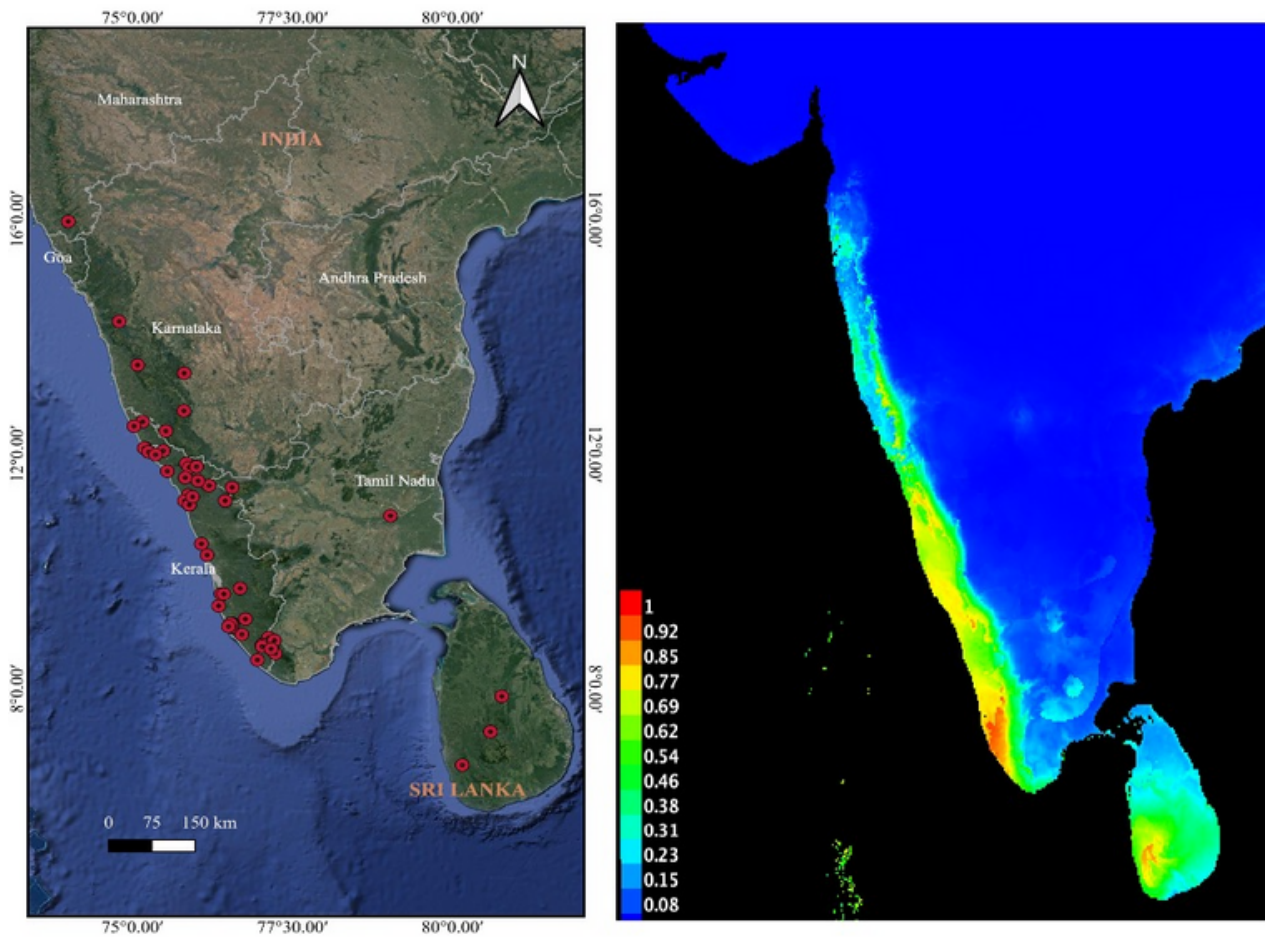 75°0.00′ 77°30.00′ 80°0.00′
N
Maharashtra
INDIA
16°0.00′ 16°0.00′
Goa
Andhra Pradesh
Karnataka
12°0.00′ 12°0.00′
Tamil Nadu
Kerala
8°0.00′ 8°0.00′
SRI LANKA
0 75 150 km
75°0.00′ 77°30.00′ 80°0.00′
1
0.92
0.85
0.77
0.69
0.62
0.54
0.46
0.38
0.31
0.23
0.15
0.08